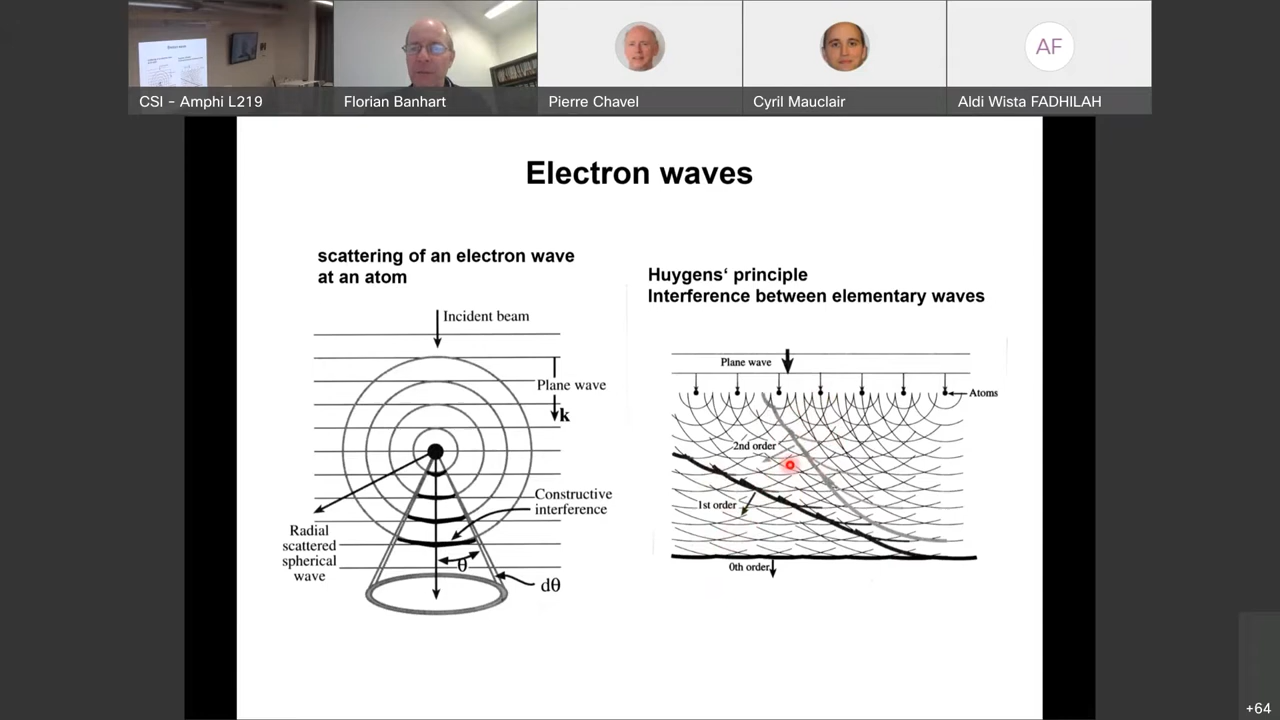 CSI - Amphi L219
Florian Banhart
Pierre Chavel
Cyril Mauclair
AF
Aldi Wista FADHILAH
Electron waves
scattering of an electron wave
at an atom
Incident beam
Plane wave
k
Constructive
interference
Radial
scattered
spherical
wave
θ
dθ
Huygens‘ principle
Interference between elementary waves
Plane wave
Atoms
2nd order
1st order
0th order
+64